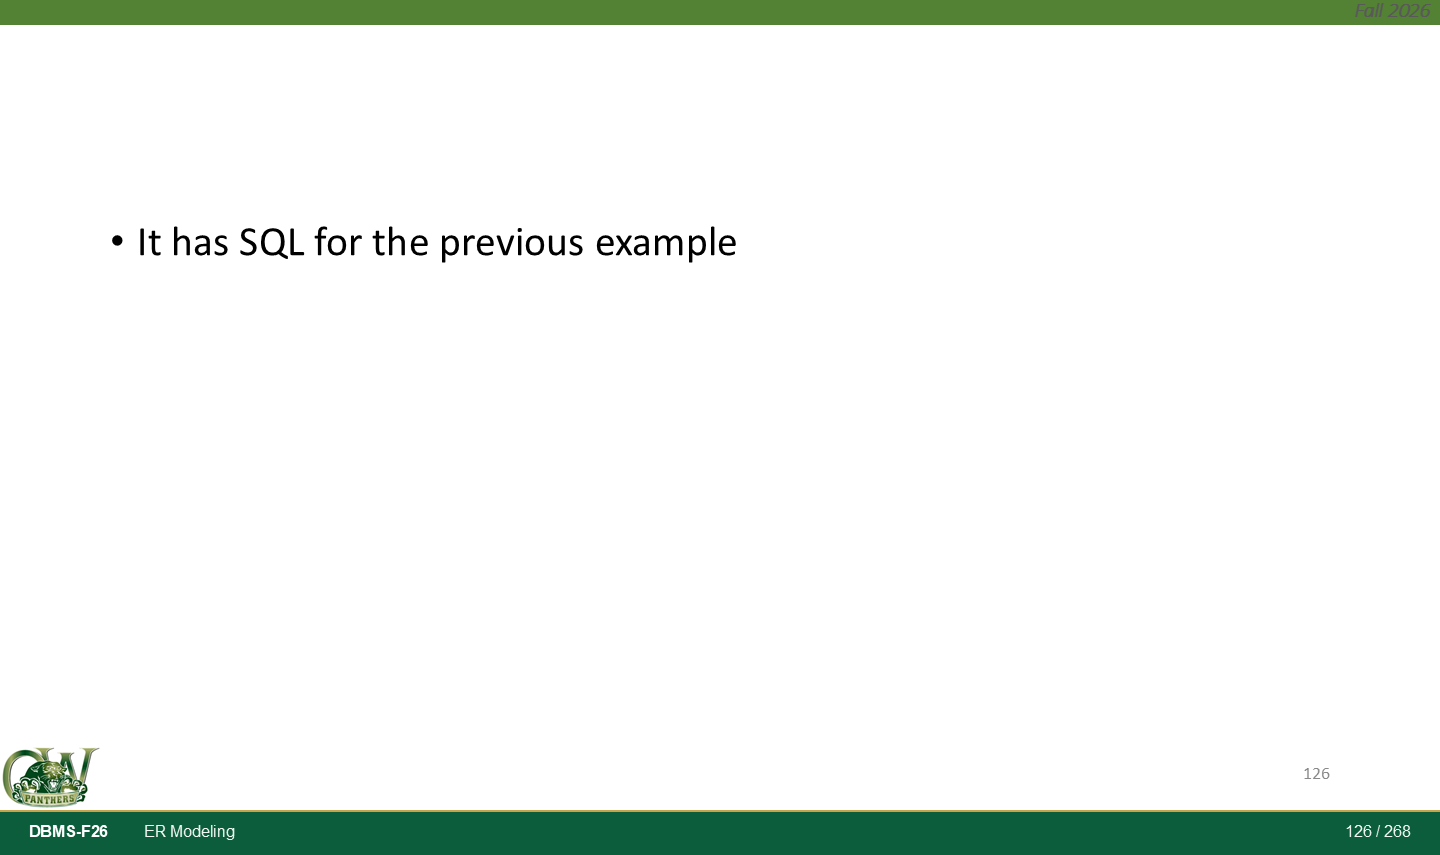 Fall 2026
• It has SQL for the previous example
126
PANTHERS
DBMS-F26 ER Modeling 126 / 268